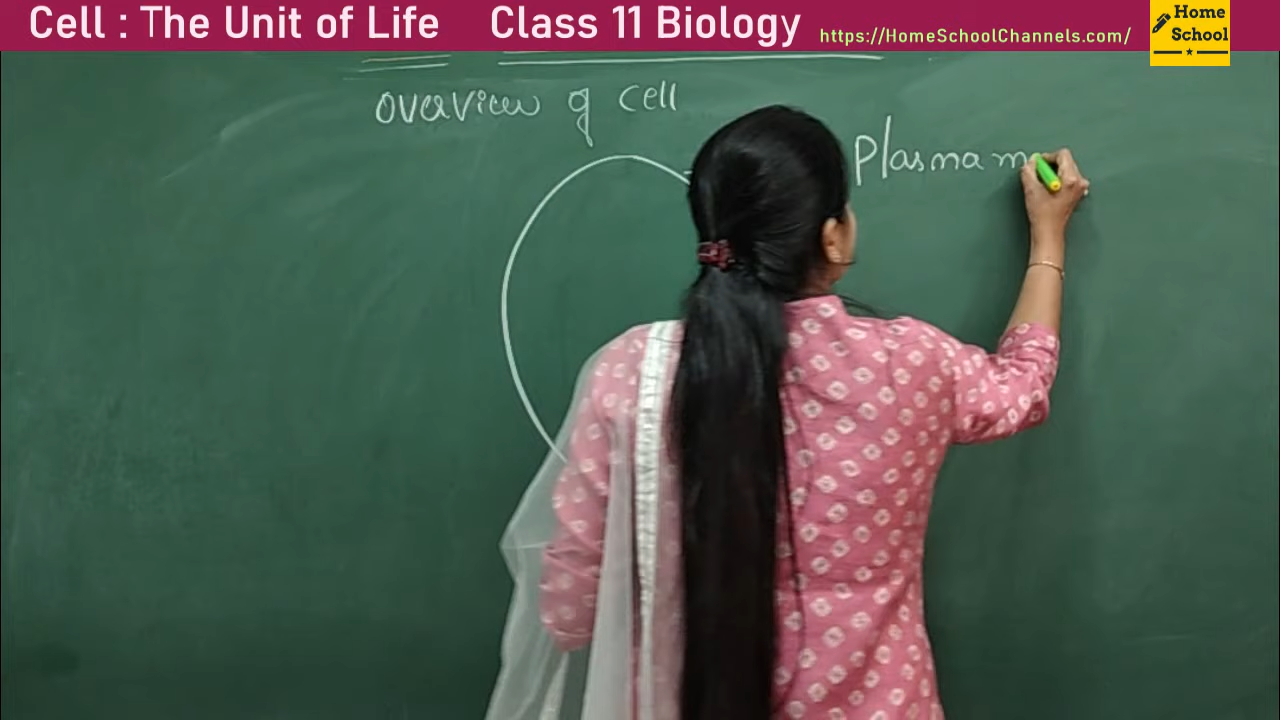 Cell : The Unit of Life Class 11 Biology https://HomeSchoolChannels.com/
Home
School
overview of cell
Plasma m